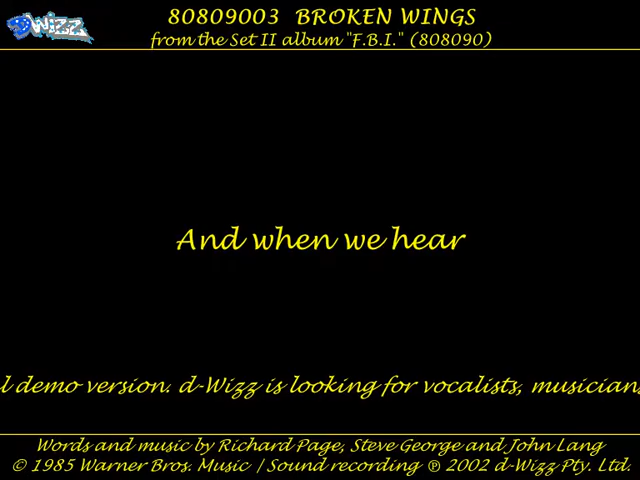 D-Wizz
80809003 BROKEN WINGS
from the Set II album "F.B.I." (808090)
And when we hear
l demo version. d-Wizz is looking for vocalists, musicians,
Words and music by Richard Page, Steve George and John Lang
© 1985 Warner Bros. Music / Sound recording ℗ 2002 d-Wizz Pty. Ltd.